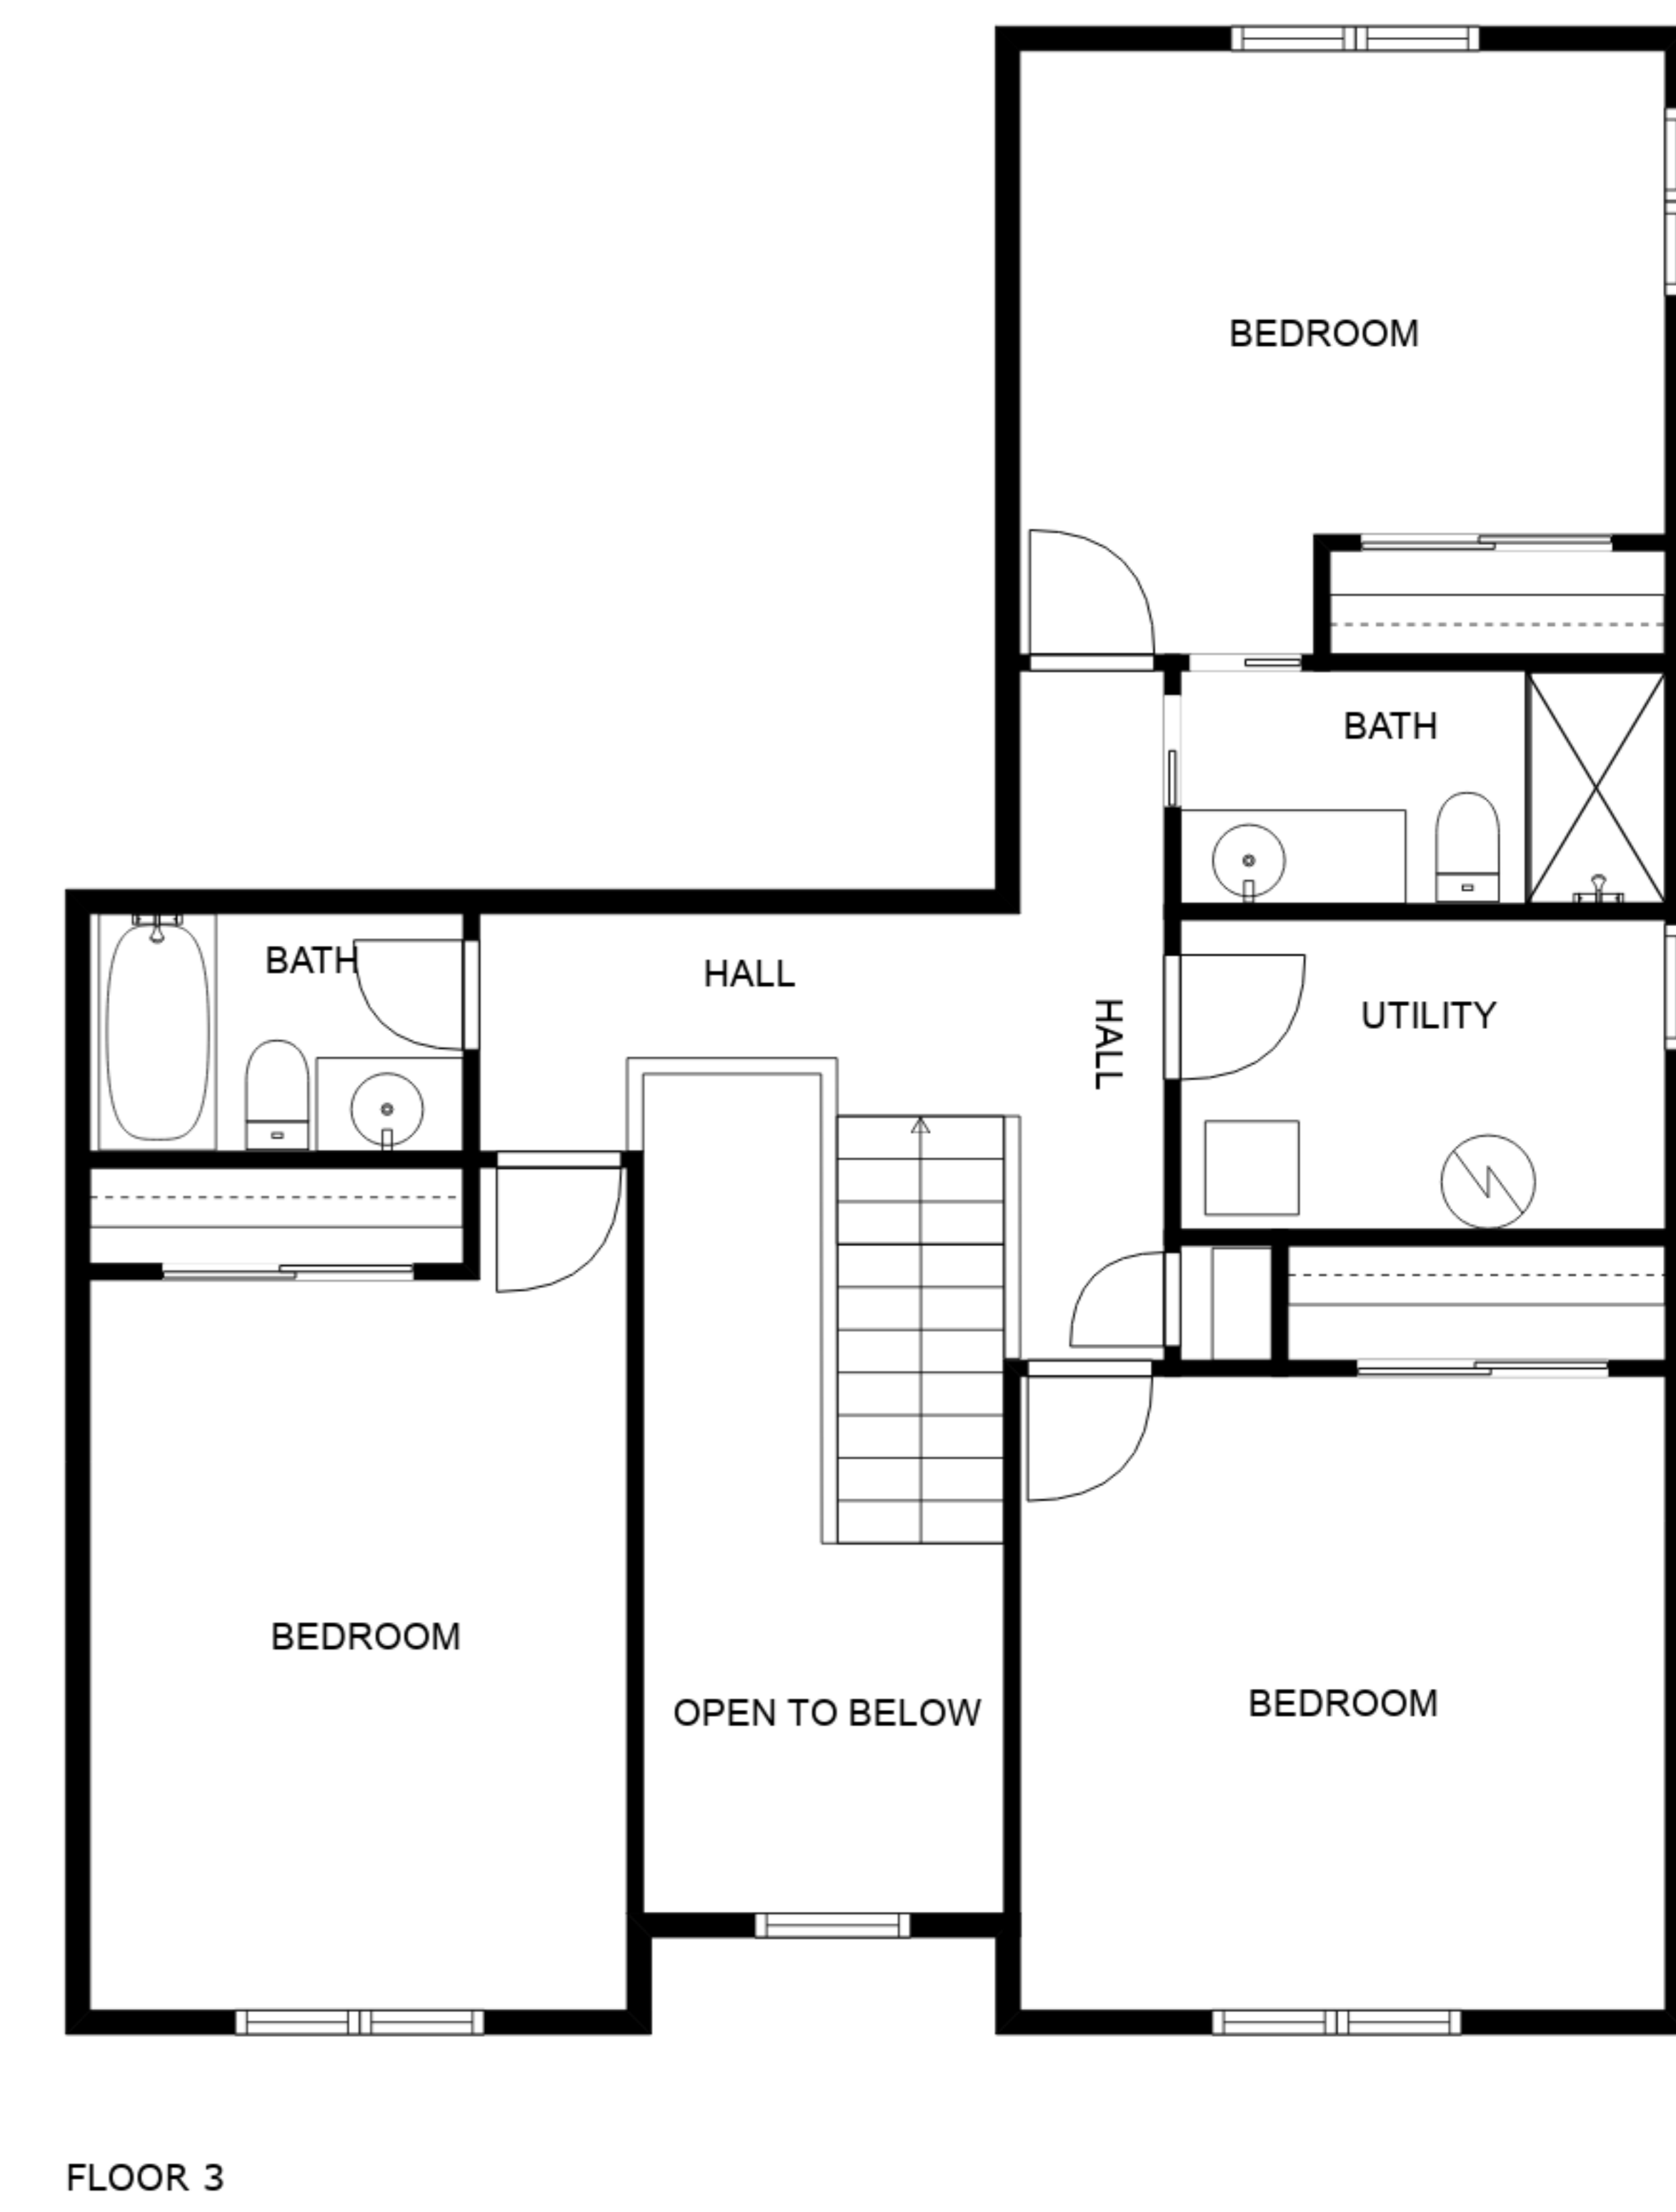 BEDROOM
BATH
BATH
HALL
HALL
UTILITY
BEDROOM
OPEN TO BELOW
BEDROOM
FLOOR 3